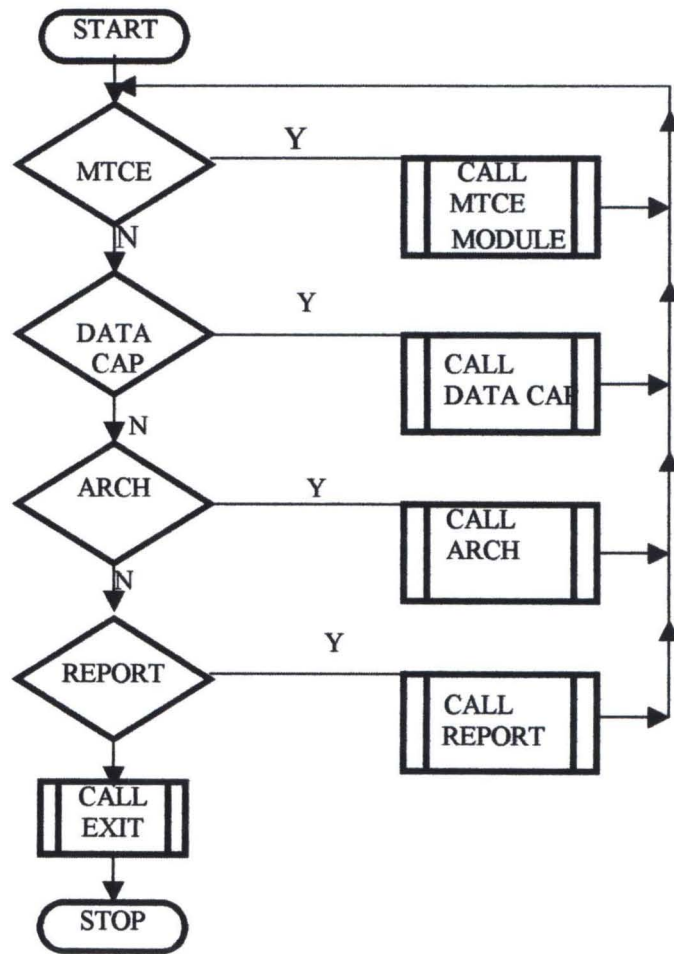 START
MTCE
Y
CALL
MTCE
MODULE
N
DATA
CAP
Y
CALL
DATA CAP
N
ARCH
Y
CALL
ARCH
N
REPORT
Y
CALL
REPORT
CALL
EXIT
STOP